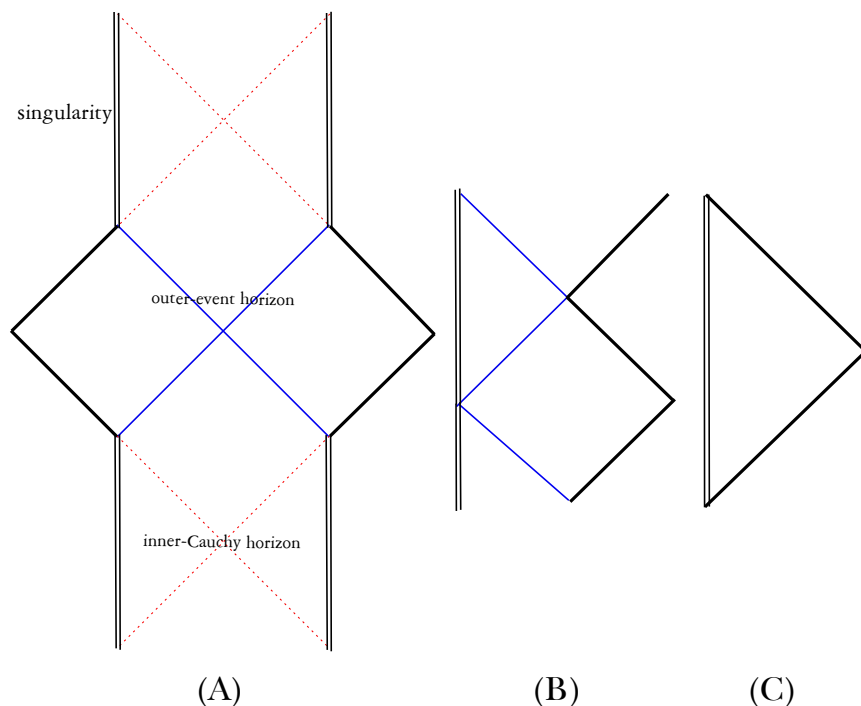 singularity
outer-event horizon
inner-Cauchy horizon
(A)
(B)
(C)